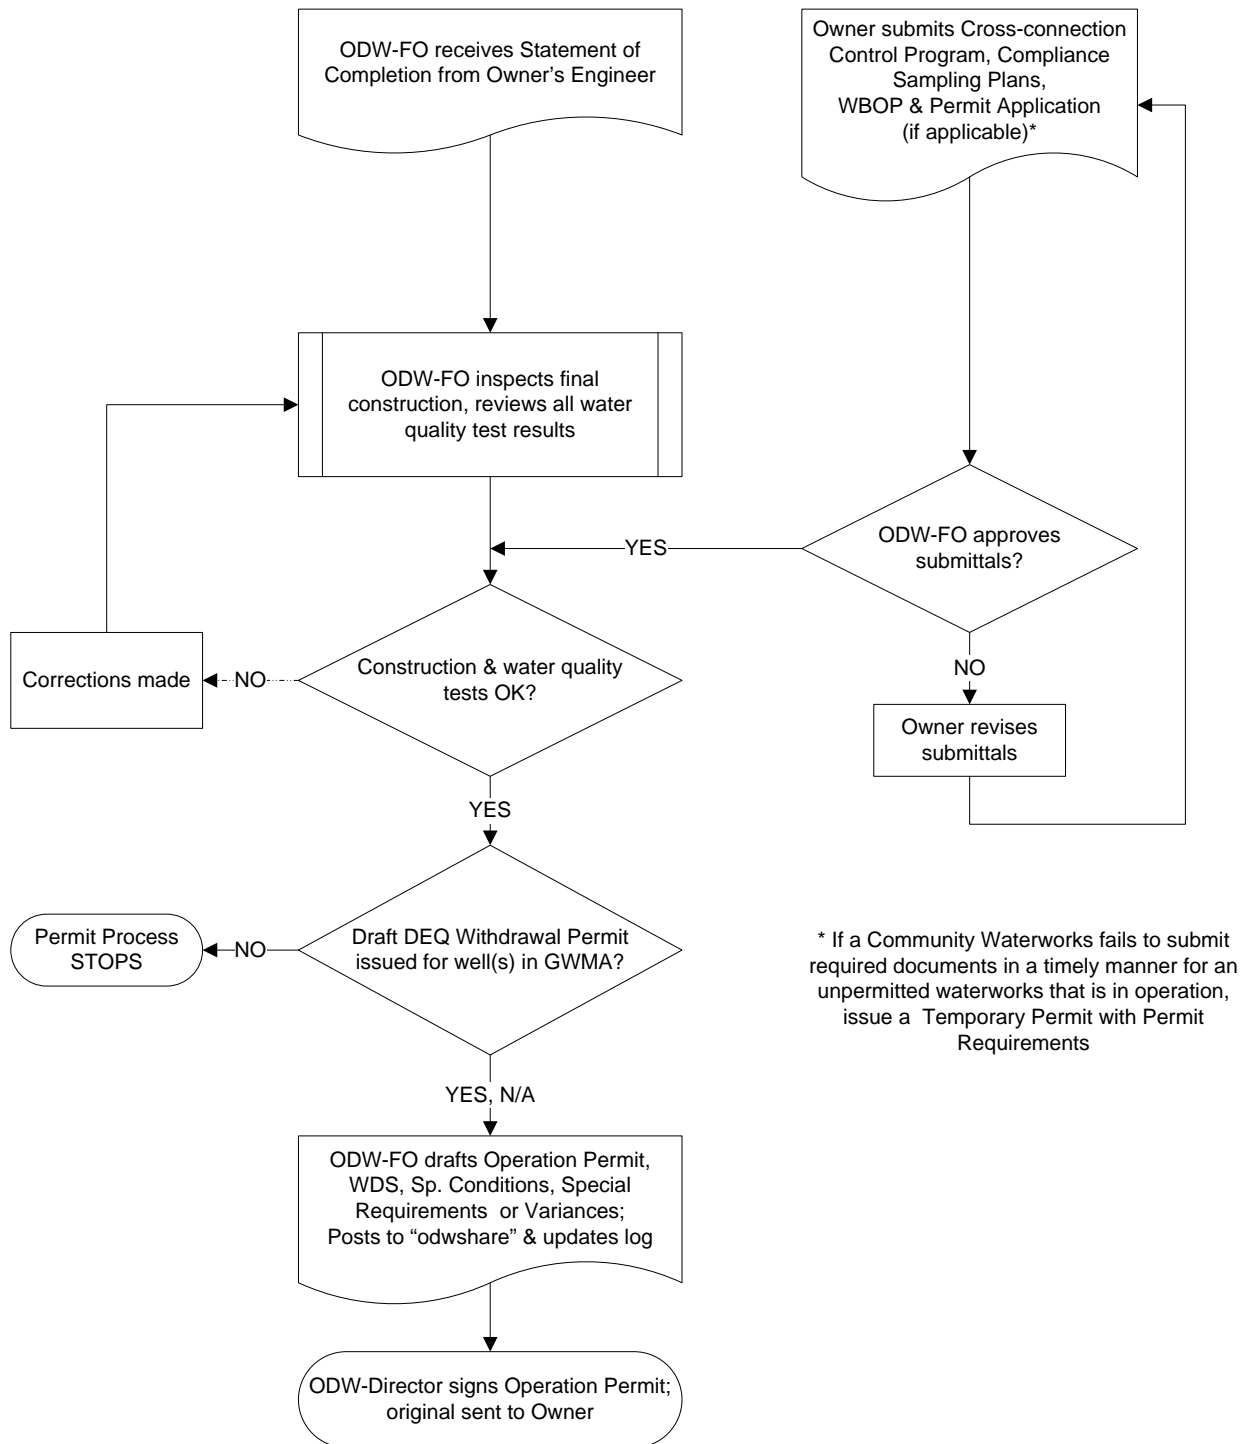 ODW-FO receives Statement of
Completion from Owner's Engineer
Owner submits Cross-connection
Control Program, Compliance
Sampling Plans,
WBOP & Permit Application
(if applicable)*
ODW-FO inspects final
construction, reviews all water
quality test results
ODW-FO approves
submittals?
YES
NO
Owner revises
submittals
Construction & water quality
tests OK?
NO
Corrections made
YES
Draft DEQ Withdrawal Permit
issued for well(s) in GWMA?
NO
Permit Process
STOPS
* If a Community Waterworks fails to submit
required documents in a timely manner for an
unpermitted waterworks that is in operation,
issue a  Temporary Permit with Permit
Requirements
YES, N/A
ODW-FO drafts Operation Permit,
WDS, Sp. Conditions, Special
Requirements  or Variances;
Posts to “odwshare” & updates log
ODW-Director signs Operation Permit;
original sent to Owner